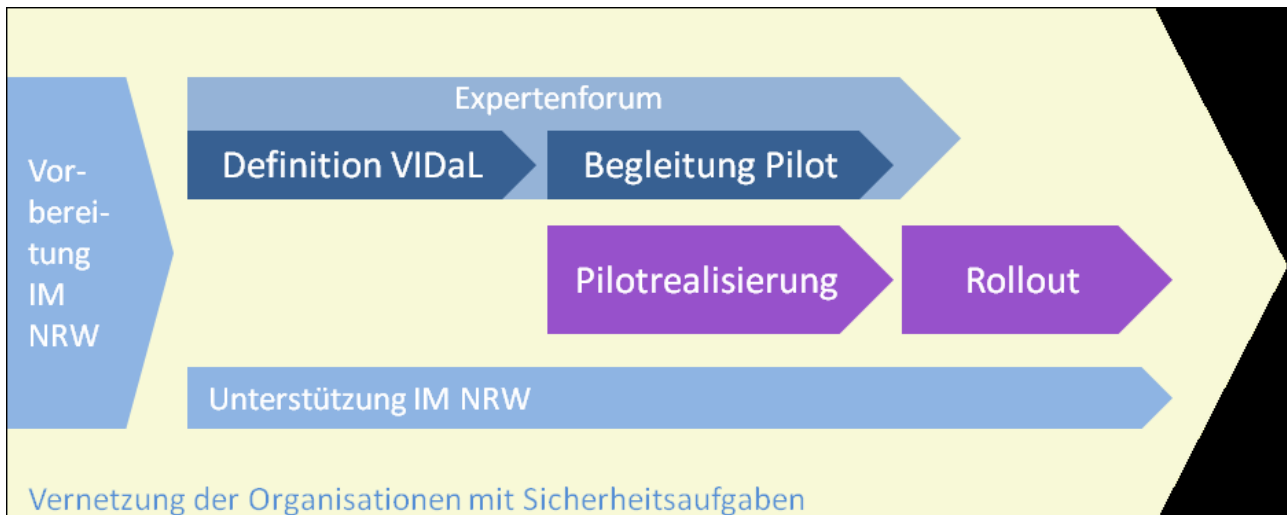 Vor-
berei-
tung
IM
NRW
Expertenforum
Definition VIDaL
Begleitung Pilot
Pilotrealisierung
Rollout
Unterstützung IM NRW
Vernetzung der Organisationen mit Sicherheitsaufgaben